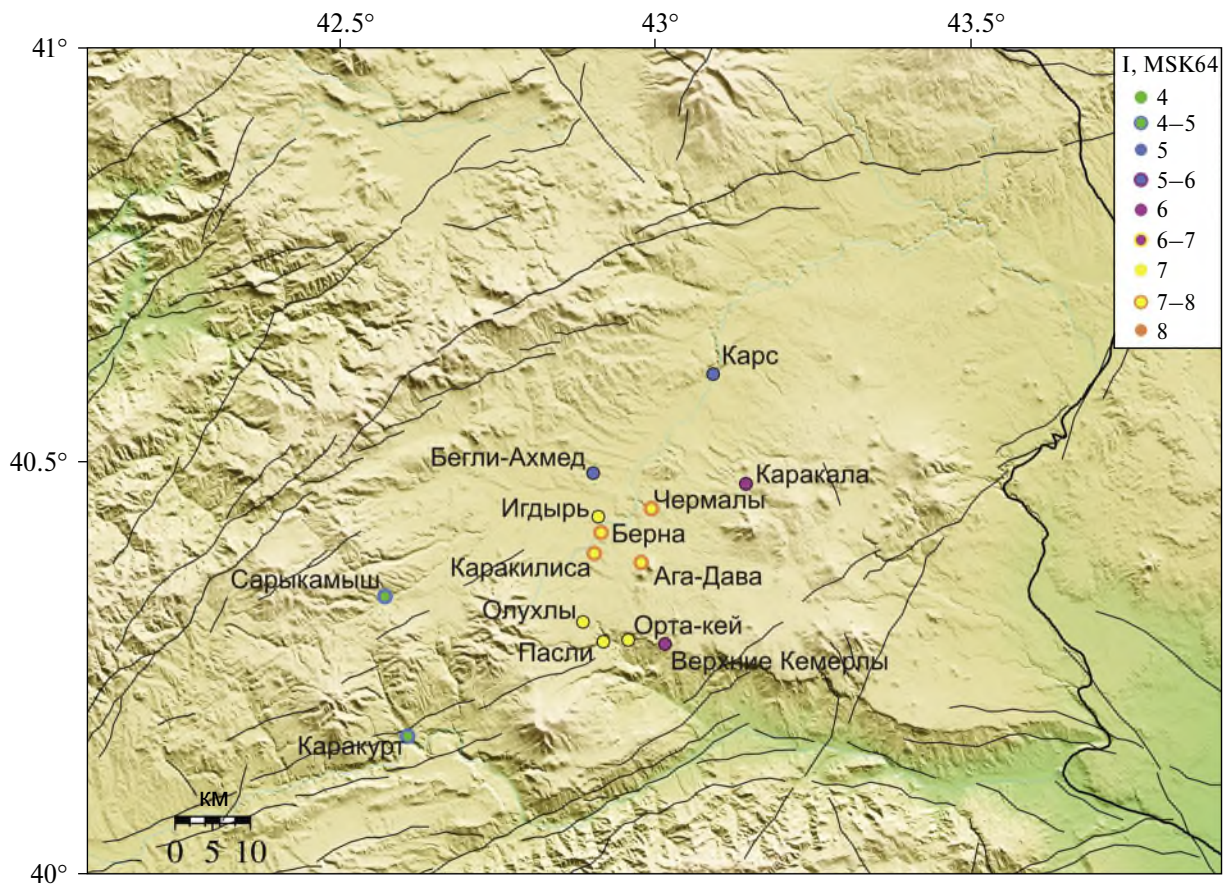 42.5° 43° 43.5°
41°
I, MSK64
4
4–5
5
5–6
6
6–7
7
7–8
8
Карс
40.5°
Бегли-Ахмед
Каракала
Чермалы
Игдырь
Берна
Каракилиса
Ага-Дава
Сарыкамыш
Олухлы
Орта-кей
Пасли
Верхние Кемерлы
Каракурт
км
0 5 10
40°